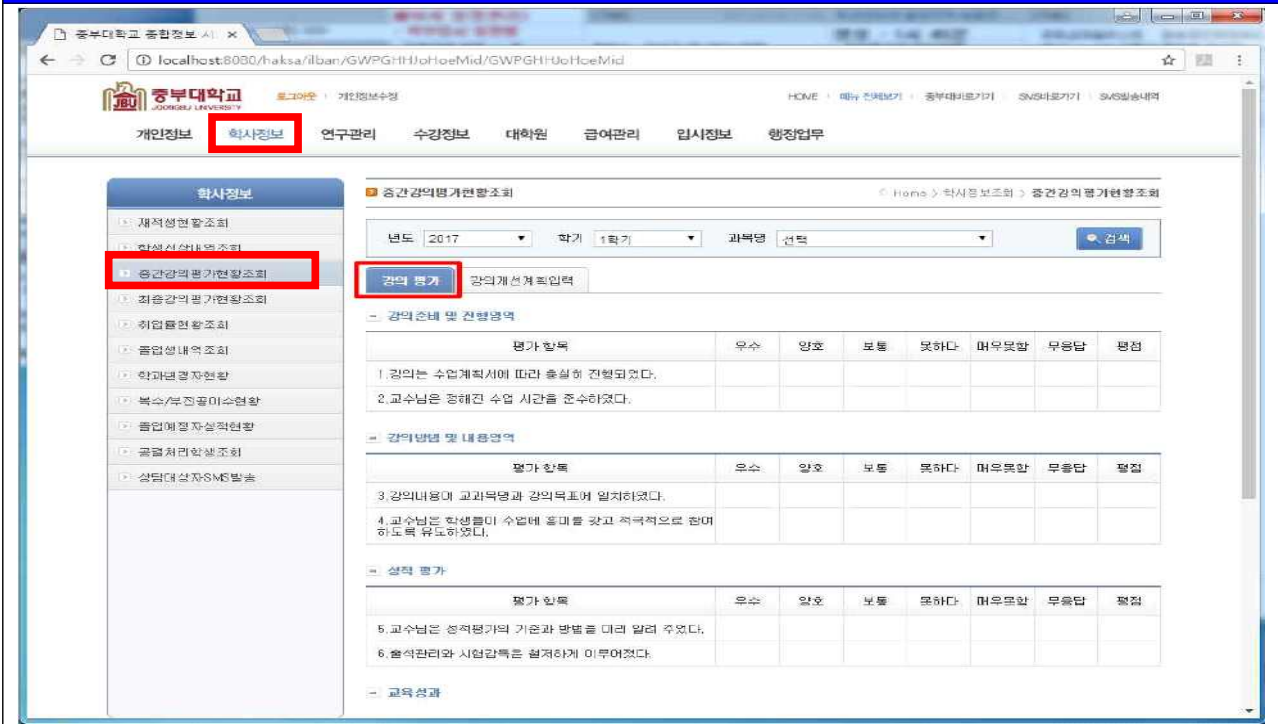 중부대학교 종합정보 시
localhost:8080/haksa/ilban/GWPGHHJoHoeMid/GWPGHHJoHoeMid
JBU 중부대학교 JOONGBU UNIVERSITY 로그아웃 개인정보수정 HOME 메뉴 전체보기 중부대바로가기 SMS바로가기 SMS발송내역
개인정보 학사정보 연구관리 수강정보 대학원 급여관리 입시정보 행정업무
학사정보
재적생현황조회
학생신상내역조회
중간강의평가현황조회
최종강의평가현황조회
취업률현황조회
졸업생내역조회
학과변경자현황
복수/부전공이수현황
졸업예정자성적현황
공결처리학생조회
상담대상자SMS발송
중간강의평가현황조회 Home > 학사정보조회 > 중간강의평가현황조회
년도 2017 학기 1학기 과목명 선택 검색
강의 평가 강의개선계획입력
강의준비 및 진행영역
평가 항목 우수 양호 보통 못하다 매우못함 무응답 평점
1.강의는 수업계획서에 따라 충실히 진행되었다.
2.교수님은 정해진 수업 시간을 준수하였다.
강의방법 및 내용영역
평가 항목 우수 양호 보통 못하다 매우못함 무응답 평점
3.강의내용이 교과목명과 강의목표에 일치하였다.
4.교수님은 학생들이 수업에 흥미를 갖고 적극적으로 참여
하도록 유도하였다.
성적 평가
평가 항목 우수 양호 보통 못하다 매우못함 무응답 평점
5.교수님은 성적평가의 기준과 방법을 미리 알려 주었다.
6.출석관리와 시험감독은 철저하게 이루어졌다.
교육성과